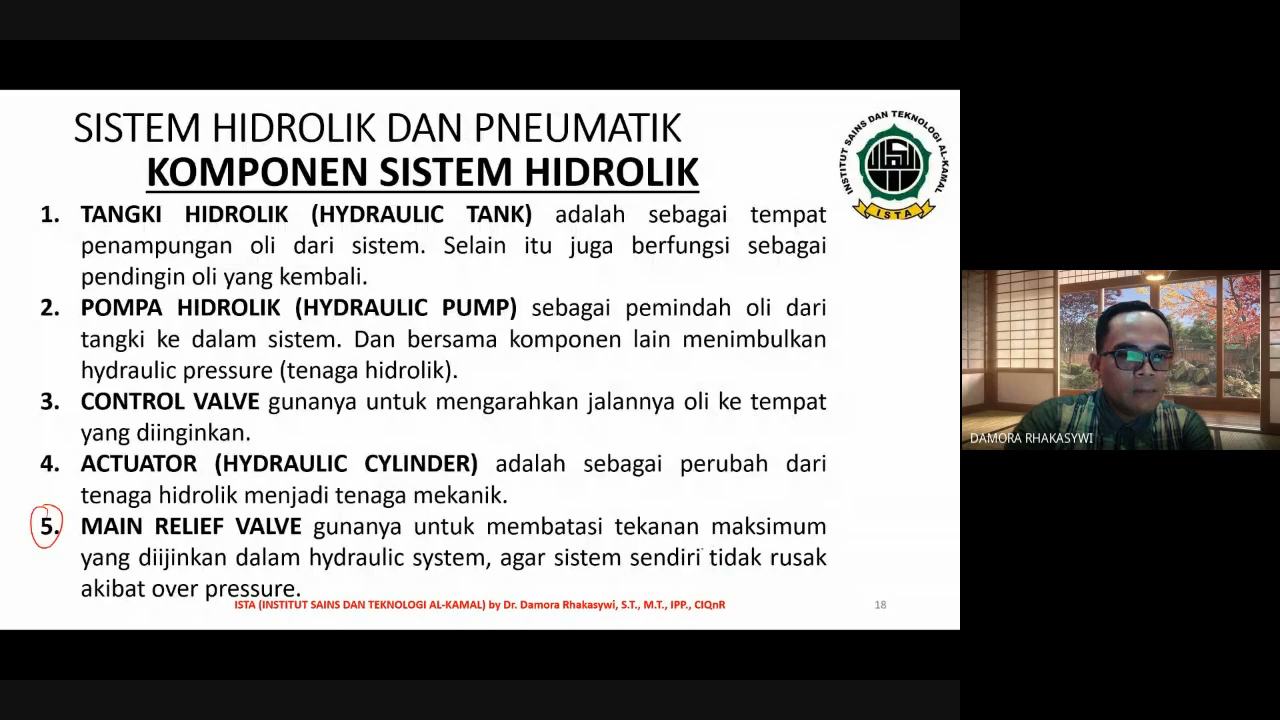 SISTEM HIDROLIK DAN PNEUMATIK
KOMPONEN SISTEM HIDROLIK
INSTITUT SAINS DAN TEKNOLOGI AL-KAMAL
ISTA
1. TANGKI HIDROLIK (HYDRAULIC TANK) adalah sebagai tempat
penampungan oli dari sistem. Selain itu juga berfungsi sebagai
pendingin oli yang kembali.
2. POMPA HIDROLIK (HYDRAULIC PUMP) sebagai pemindah oli dari
tangki ke dalam sistem. Dan bersama komponen lain menimbulkan
hydraulic pressure (tenaga hidrolik).
3. CONTROL VALVE gunanya untuk mengarahkan jalannya oli ke tempat
yang diinginkan.
4. ACTUATOR (HYDRAULIC CYLINDER) adalah sebagai perubah dari
tenaga hidrolik menjadi tenaga mekanik.
5. MAIN RELIEF VALVE gunanya untuk membatasi tekanan maksimum
yang diijinkan dalam hydraulic system, agar sistem sendiri tidak rusak
akibat over pressure.
ISTA (INSTITUT SAINS DAN TEKNOLOGI AL-KAMAL) by Dr. Damora Rhakasywi, S.T., M.T., IPP., CIQnR
18
DAMORA RHAKASYWI